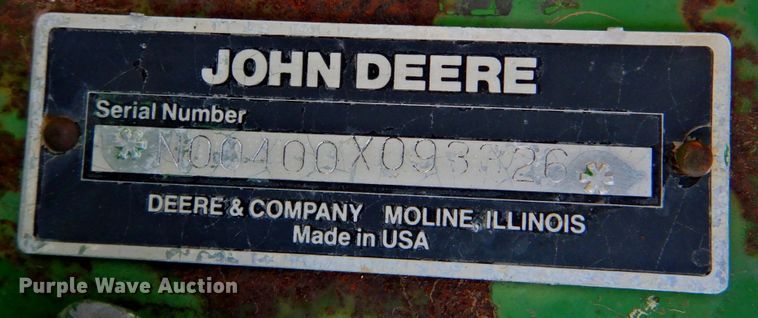 JOHN DEERE
Serial Number
N00400X093326
DEERE & COMPANY MOLINE, ILLINOIS
Made in USA
Purple Wave Auction